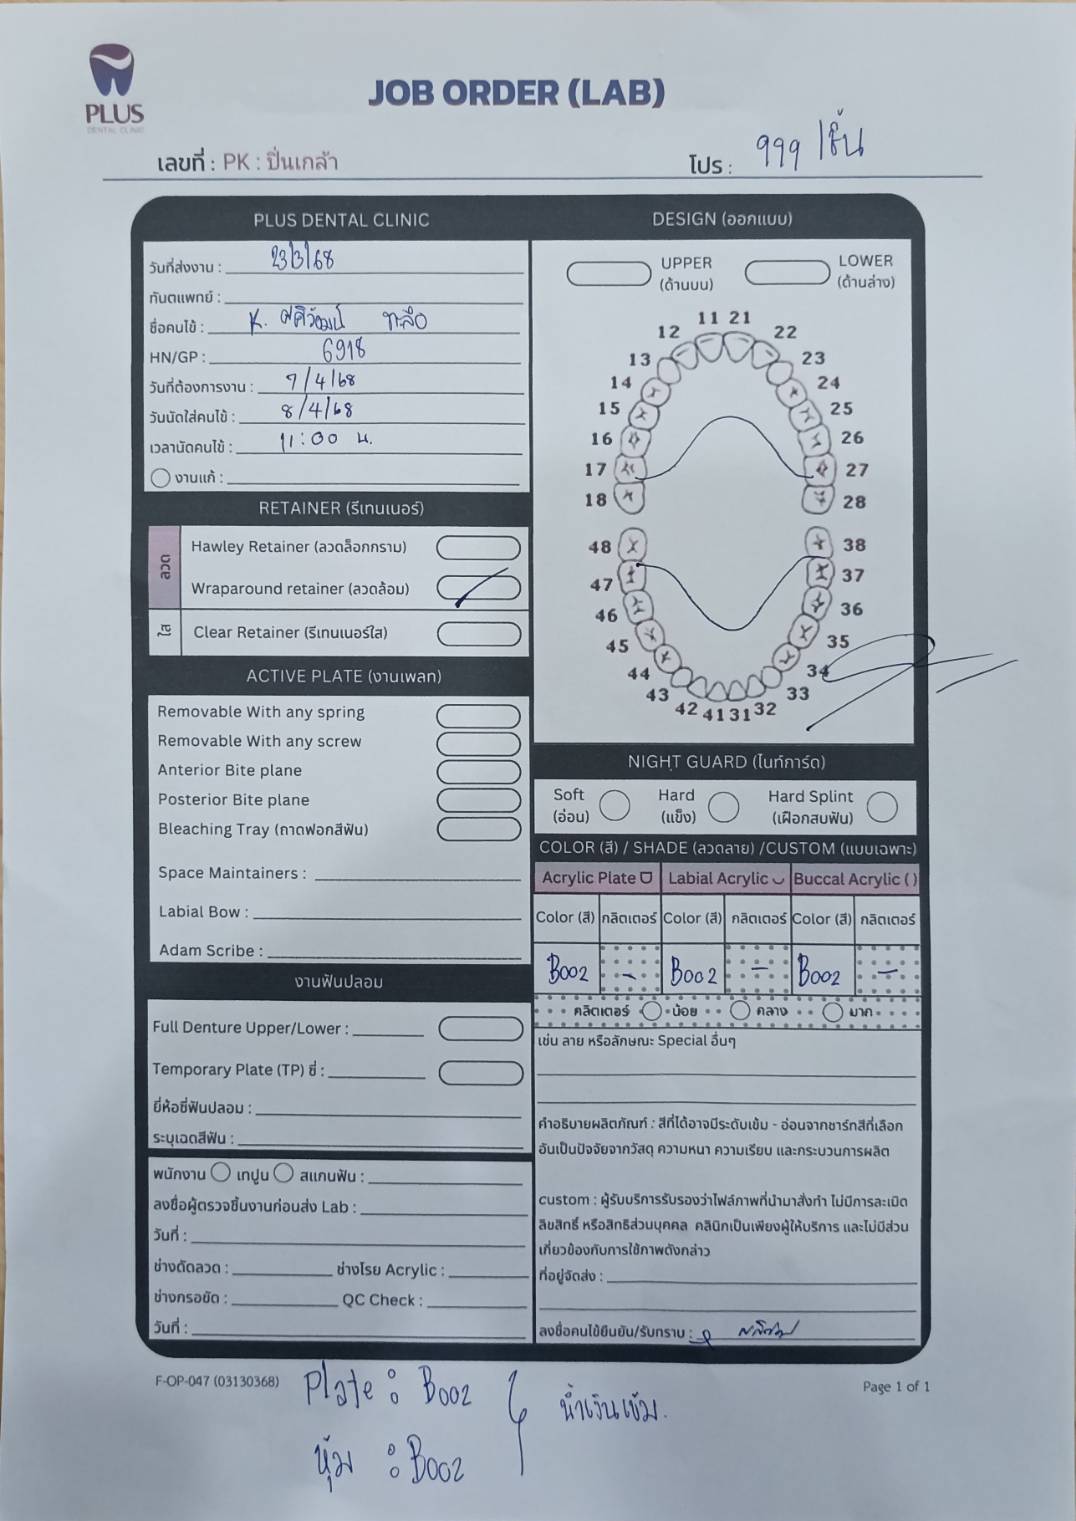 PLUS
DENTAL CLINIC
JOB ORDER (LAB)
เลขที่ : PK : ปิ่นเกล้า
โปร : 999 /ชิ้น
PLUS DENTAL CLINIC
วันที่ส่งงาน : 23/3/68
ทันตแพทย์ :
ชื่อคนไข้ : K.
HN/GP : 6918
วันที่ต้องการงาน : 7/4/68
วันนัดใส่คนไข้ : 8/4/68
เวลานัดคนไข้ : 11:00 น.
งานแก้ :
RETAINER (รีเทนเนอร์)
ลวด
Hawley Retainer (ลวดล็อกกราม)
Wraparound retainer (ลวดล้อม)
ใส
Clear Retainer (รีเทนเนอร์ใส)
ACTIVE PLATE (งานเพลท)
Removable With any spring
Removable With any screw
Anterior Bite plane
Posterior Bite plane
Bleaching Tray (ถาดฟอกสีฟัน)
Space Maintainers :
Labial Bow :
Adam Scribe :
งานฟันปลอม
Full Denture Upper/Lower :
Temporary Plate (TP) ซี่ :
ยี่ห้อซี่ฟันปลอม :
ระบุเฉดสีฟัน :
พนักงาน เทปูน สแกนฟัน :
ลงชื่อผู้ตรวจชิ้นงานก่อนส่ง Lab :
วันที่ :
ช่างดัดลวด : ช่างโรย Acrylic :
ช่างกรอขัด : QC Check :
วันที่ :
DESIGN (ออกแบบ)
UPPER
(ด้านบน)
LOWER
(ด้านล่าง)
11 21
12 22
13 23
14 24
15 25
16 26
17 27
18 28
48 38
47 37
46 36
45 35
44 34
43 33
42 41 31 32
NIGHT GUARD (ไนท์การ์ด)
Soft
(อ่อน)
Hard
(แข็ง)
Hard Splint
(เฝือกสบฟัน)
COLOR (สี) / SHADE (ลวดลาย) /CUSTOM (แบบเฉพาะ)
Acrylic Plate Labial Acrylic Buccal Acrylic ( )
Color (สี) กลิตเตอร์ Color (สี) กลิตเตอร์ Color (สี) กลิตเตอร์
B002 - B002 - B002 -
กลิตเตอร์ น้อย กลาง มาก
เช่น ลาย หรือลักษณะ Special อื่นๆ
คำอธิบายผลิตภัณฑ์ : สีที่ได้อาจมีระดับเข้ม - อ่อนจากชาร์ทสีที่เลือก
อันเป็นปัจจัยจากวัสดุ ความหนา ความเรียบ และกระบวนการผลิต
custom : ผู้รับบริการรับรองว่าไฟล์ภาพที่นำมาสั่งทำ ไม่มีการละเมิด
ลิขสิทธิ์ หรือสิทธิส่วนบุคคล คลินิกเป็นเพียงผู้ให้บริการ และไม่มีส่วน
เกี่ยวข้องกับการใช้ภาพดังกล่าว
ที่อยู่จัดส่ง :
ลงชื่อคนไข้ยืนยัน/รับทราบ :
F-OP-047 (03130368)
Page 1 of 1
Plate : B002
หุ้ม : B002
น้ำเงินเข้ม.